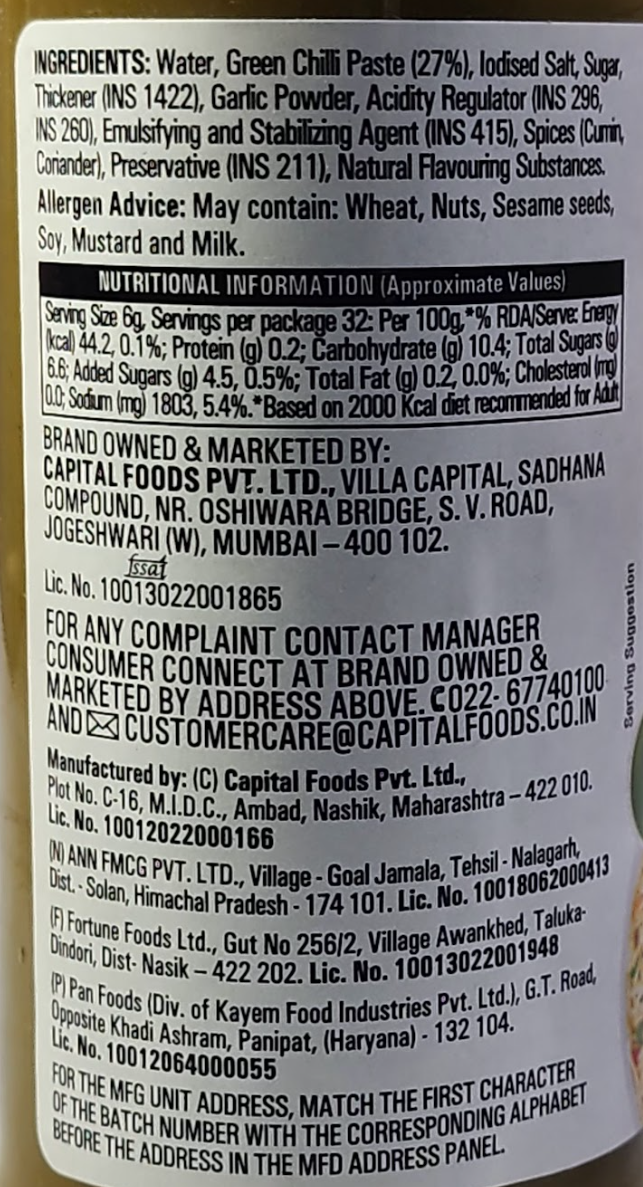 INGREDIENTS: Water, Green Chilli Paste (27%), Iodised Salt, Sugar,
Thickener (INS 1422), Garlic Powder, Acidity Regulator (INS 296,
INS 260), Emulsifying and Stabilizing Agent (INS 415), Spices (Cumin,
Coriander), Preservative (INS 211), Natural Flavouring Substances.
Allergen Advice: May contain: Wheat, Nuts, Sesame seeds,
Soy, Mustard and Milk.
NUTRITIONAL INFORMATION (Approximate Values)
Serving Size 6g, Servings per package 32: Per 100g,*% RDA/Serve: Energy
(kcal) 44.2, 0.1%; Protein (g) 0.2; Carbohydrate (g) 10.4; Total Sugars (g)
6.6; Added Sugars (g) 4.5, 0.5%; Total Fat (g) 0.2, 0.0%; Cholesterol (mg)
0.0; Sodium (mg) 1803, 5.4%.*Based on 2000 Kcal diet recommended for Adult
BRAND OWNED & MARKETED BY:
CAPITAL FOODS PVT. LTD., VILLA CAPITAL, SADHANA
COMPOUND, NR. OSHIWARA BRIDGE, S. V. ROAD,
JOGESHWARI (W), MUMBAI – 400 102.
fssai
Lic. No. 10013022001865
FOR ANY COMPLAINT CONTACT MANAGER
CONSUMER CONNECT AT BRAND OWNED &
MARKETED BY ADDRESS ABOVE. 022- 67740100
AND CUSTOMERCARE@CAPITALFOODS.CO.IN
Manufactured by: (C) Capital Foods Pvt. Ltd.,
Plot No. C-16, M.I.D.C., Ambad, Nashik, Maharashtra – 422 010.
Lic. No. 10012022000166
(N) ANN FMCG PVT. LTD., Village - Goal Jamala, Tehsil - Nalagarh,
Dist. - Solan, Himachal Pradesh - 174 101. Lic. No. 10018062000413
(F) Fortune Foods Ltd., Gut No 256/2, Village Awankhed, Taluka-
Dindori, Dist- Nasik – 422 202. Lic. No. 10013022001948
(P) Pan Foods (Div. of Kayem Food Industries Pvt. Ltd.), G.T. Road,
Opposite Khadi Ashram, Panipat, (Haryana) - 132 104.
Lic. No. 10012064000055
FOR THE MFG UNIT ADDRESS, MATCH THE FIRST CHARACTER
OF THE BATCH NUMBER WITH THE CORRESPONDING ALPHABET
BEFORE THE ADDRESS IN THE MFD ADDRESS PANEL.
Serving Suggestion